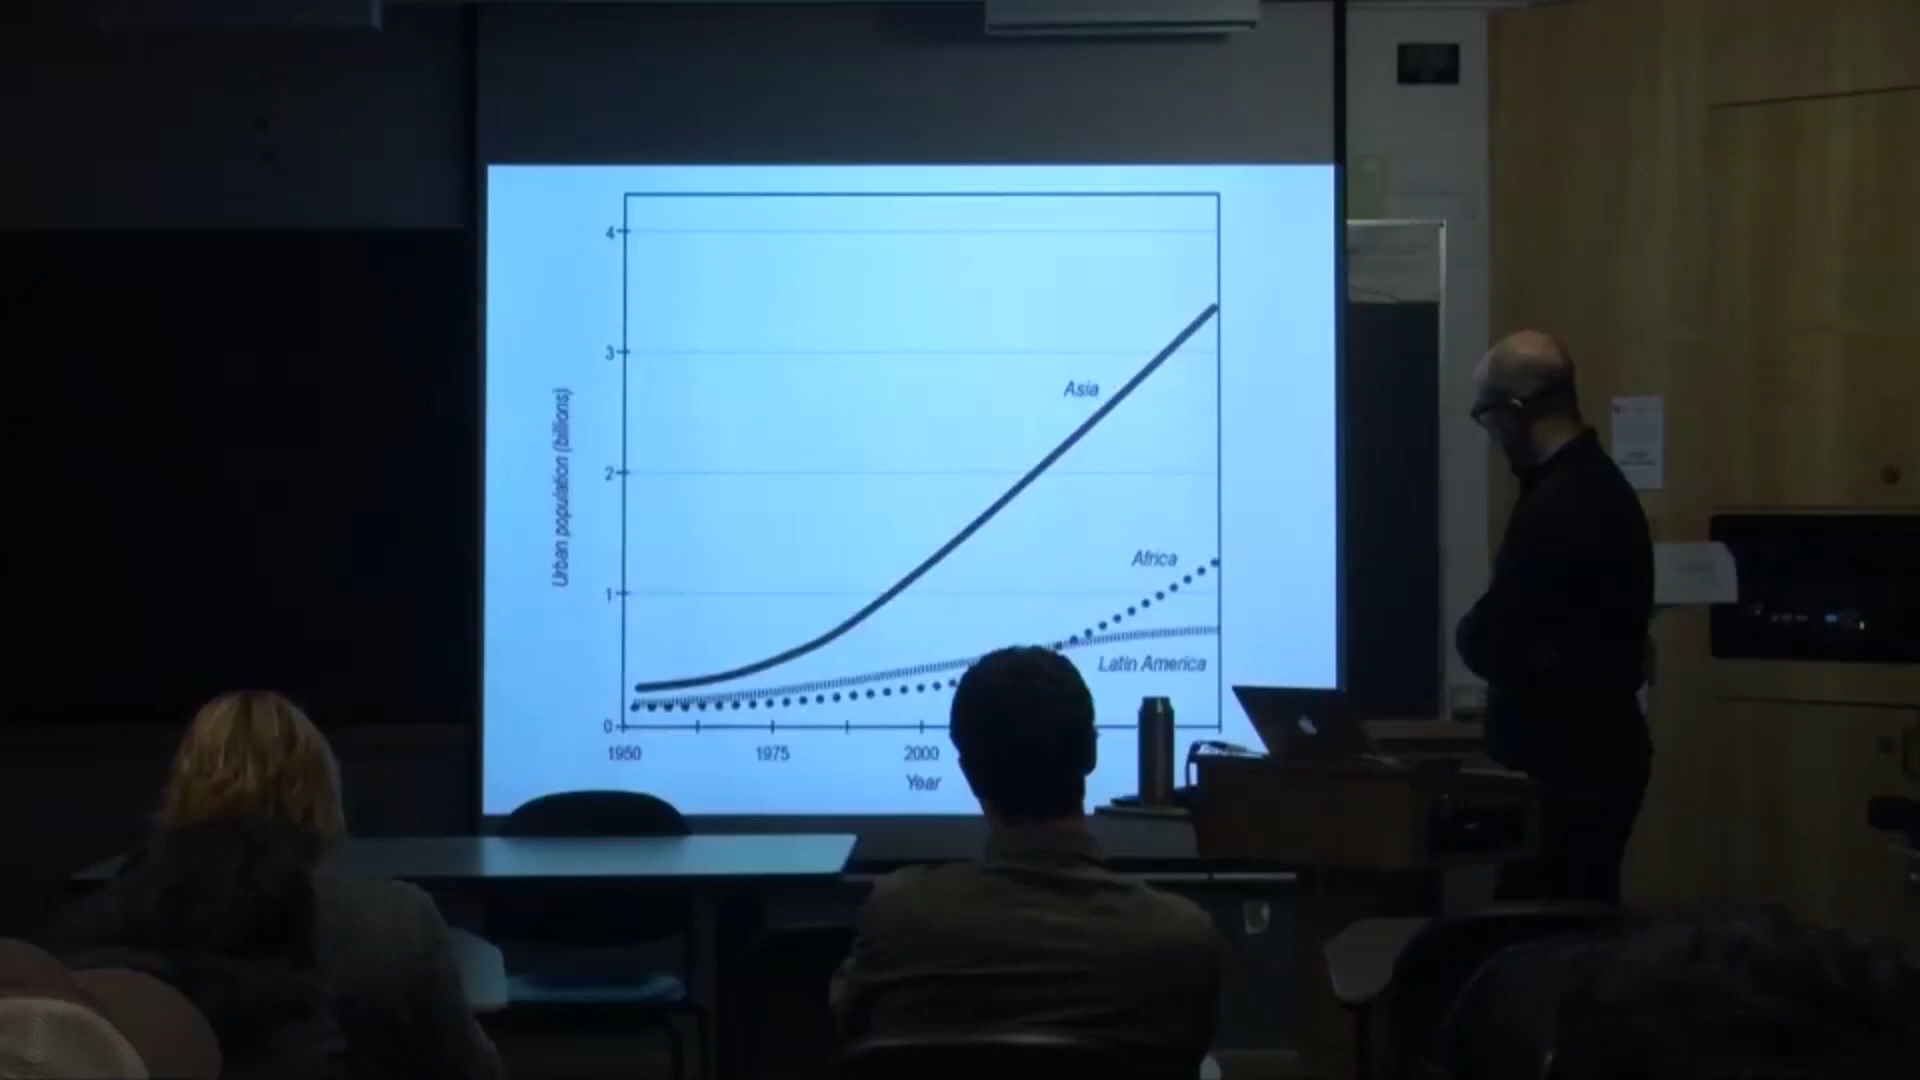 4
3
Asia
2
Urban population (billions)
Africa
1
Latin America
0
1950 1975 2000
Year